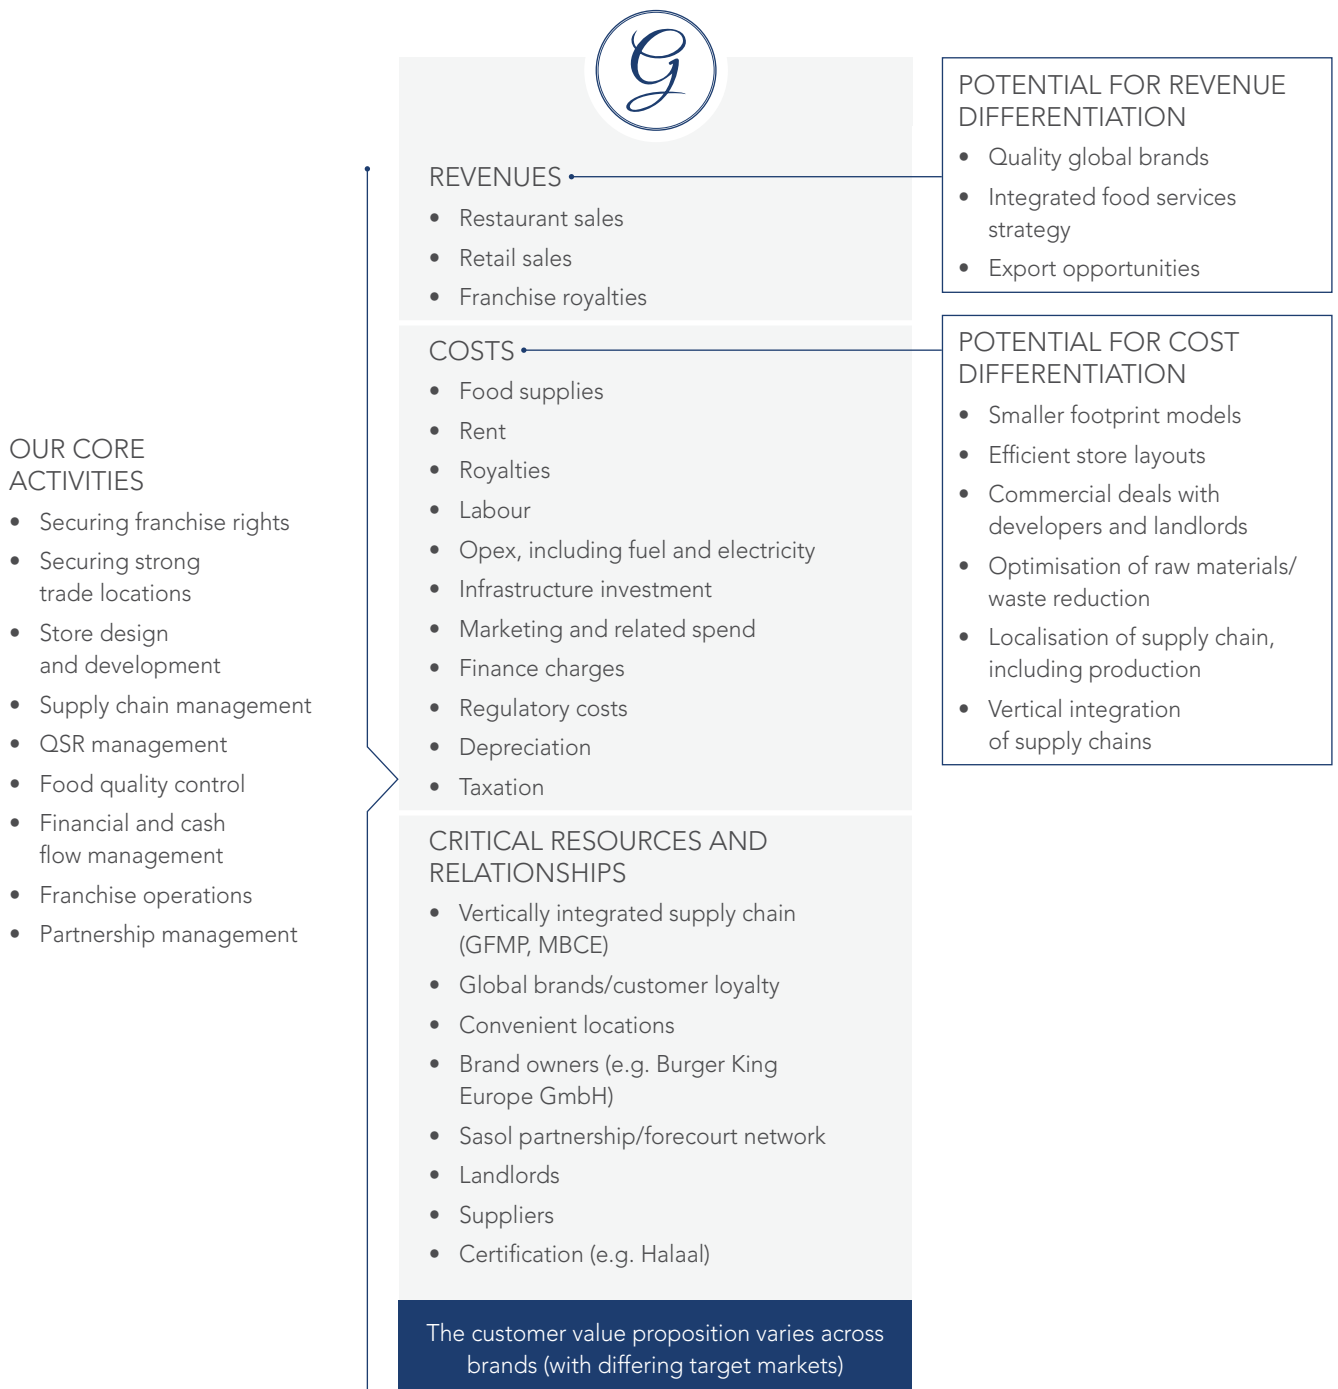 G
OUR CORE
ACTIVITIES
• Securing franchise rights
• Securing strong
trade locations
• Store design
and development
• Supply chain management
• QSR management
• Food quality control
• Financial and cash
flow management
• Franchise operations
• Partnership management
REVENUES
• Restaurant sales
• Retail sales
• Franchise royalties
COSTS
• Food supplies
• Rent
• Royalties
• Labour
• Opex, including fuel and electricity
• Infrastructure investment
• Marketing and related spend
• Finance charges
• Regulatory costs
• Depreciation
• Taxation
CRITICAL RESOURCES AND
RELATIONSHIPS
• Vertically integrated supply chain
(GFMP, MBCE)
• Global brands/customer loyalty
• Convenient locations
• Brand owners (e.g. Burger King
Europe GmbH)
• Sasol partnership/forecourt network
• Landlords
• Suppliers
• Certification (e.g. Halaal)
The customer value proposition varies across
brands (with differing target markets)
POTENTIAL FOR REVENUE
DIFFERENTIATION
• Quality global brands
• Integrated food services
strategy
• Export opportunities
POTENTIAL FOR COST
DIFFERENTIATION
• Smaller footprint models
• Efficient store layouts
• Commercial deals with
developers and landlords
• Optimisation of raw materials/
waste reduction
• Localisation of supply chain,
including production
• Vertical integration
of supply chains